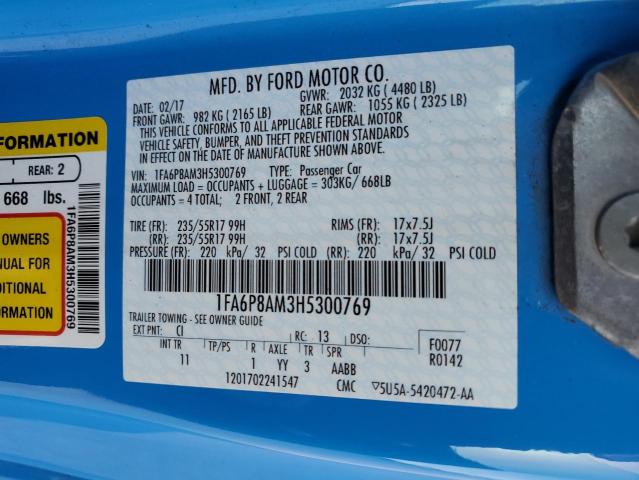 MFD. BY FORD MOTOR CO.
DATE: 02/17
GVWR: 2032 KG ( 4480 LB)
FRONT GAWR: 982 KG ( 2165 LB)
REAR GAWR: 1055 KG ( 2325 LB)
THIS VEHICLE CONFORMS TO ALL APPLICABLE FEDERAL MOTOR
VEHICLE SAFETY, BUMPER, AND THEFT PREVENTION STANDARDS
IN EFFECT ON THE DATE OF MANUFACTURE SHOWN ABOVE.
VIN: 1FA6P8AM3H5300769 TYPE: Passenger Car
MAXIMUM LOAD = OCCUPANTS + LUGGAGE = 303KG/ 668LB
OCCUPANTS = 4 TOTAL; 2 FRONT, 2 REAR
TIRE (FR): 235/55R17 99H RIMS (FR): 17x7.5J
(RR): 235/55R17 99H (RR): 17x7.5J
PRESSURE (FR): 220 kPa/ 32 PSI COLD (RR): 220 kPa/ 32 PSI COLD
1FA6P8AM3H5300769
TRAILER TOWING - SEE OWNER GUIDE
EXT PNT: CI RC: 13 DSO: F0077
INT TR TP/PS R AXLE TR SPR R0142
11 1 YY 3 AABB
1201702241547 CMC 5U5A-5420472-AA
FORMATION
REAR: 2
668 lbs.
OWNERS
NUAL FOR
DITIONAL
FORMATION
1FA6P8AM3H5300769